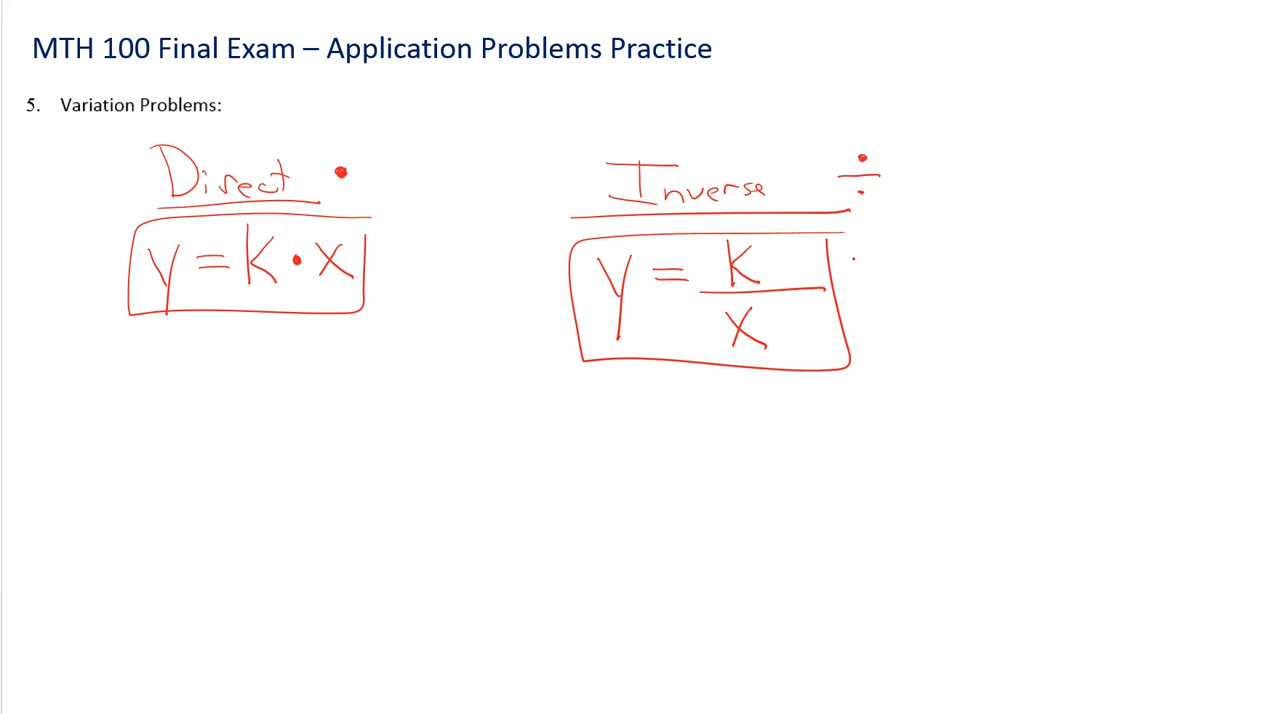 MTH 100 Final Exam – Application Problems Practice
5. Variation Problems:
Direct •
y = K • x
Inverse ÷
y = K / x